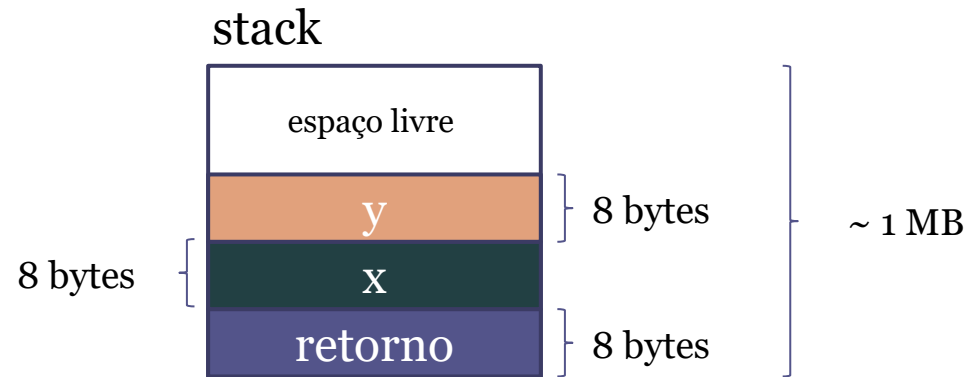 stack
espaço livre
y
8 bytes
~ 1 MB
8 bytes
x
retorno
8 bytes